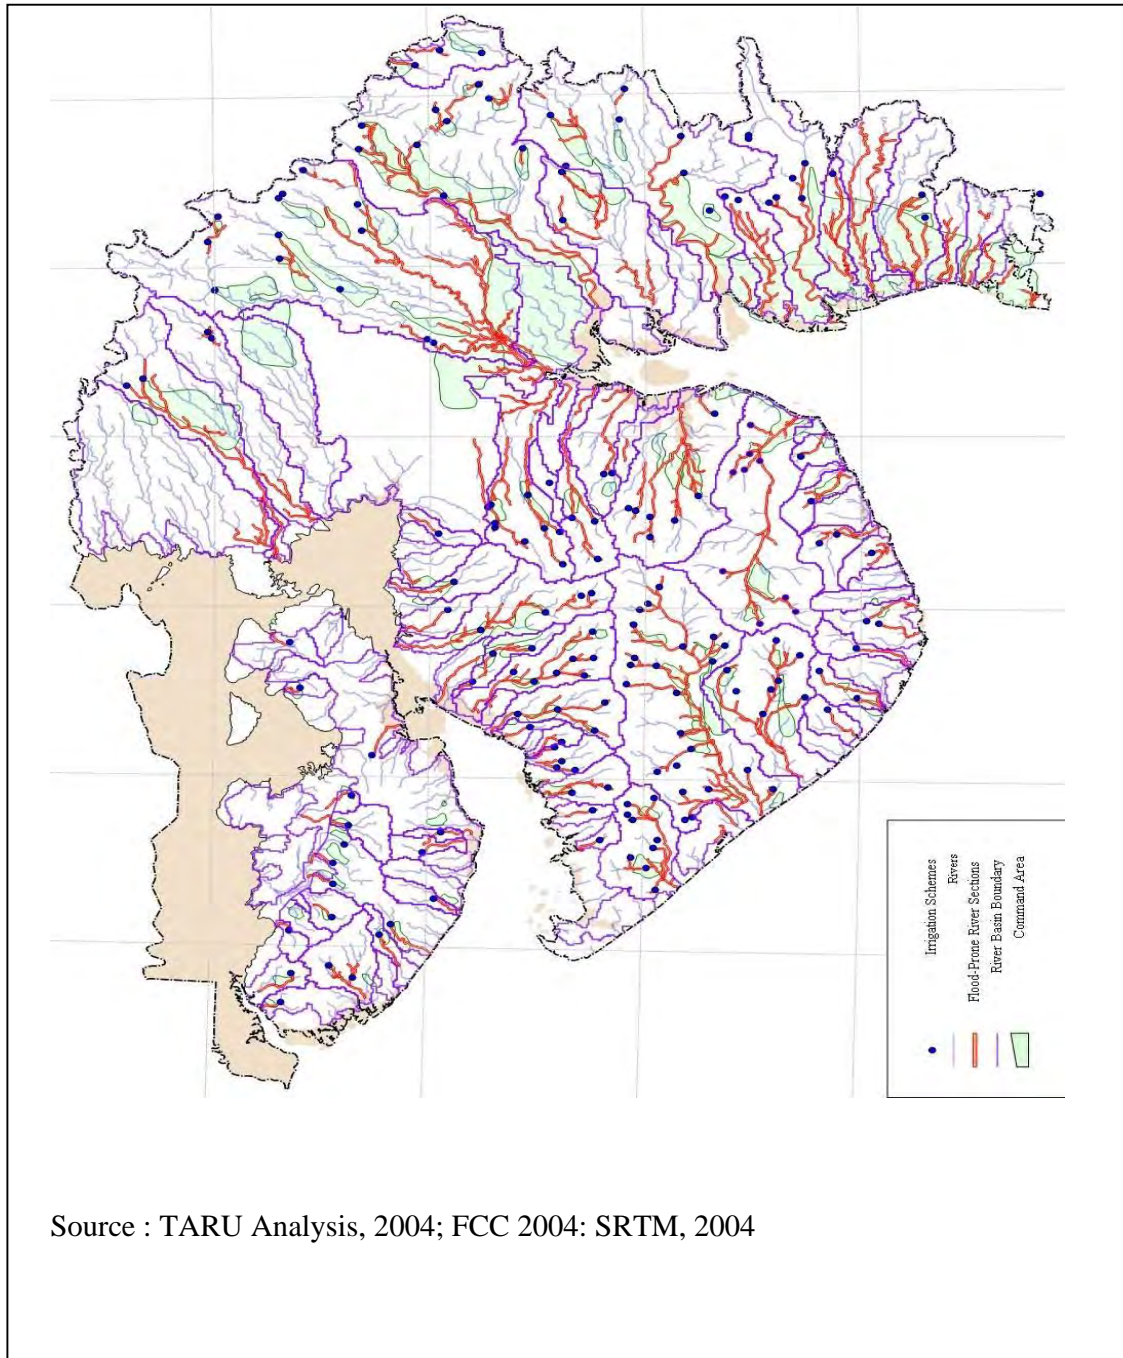 Irrigation Schemes
Rivers
Flood-Prone River Sections
River Basin Boundary
Command Area
Source : TARU Analysis, 2004; FCC 2004: SRTM, 2004